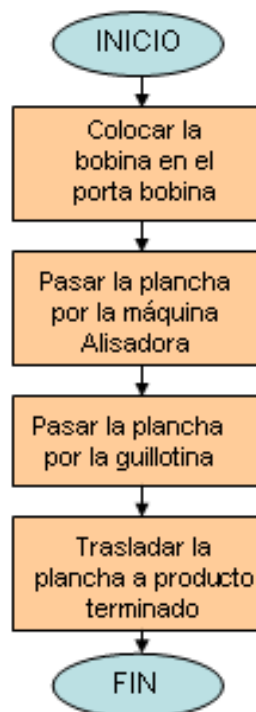 INICIO
Colocar la
bobina en el
porta bobina
Pasar la plancha
por la máquina
Alisadora
Pasar la plancha
por la guillotina
Trasladar la
plancha a producto
terminado
FIN